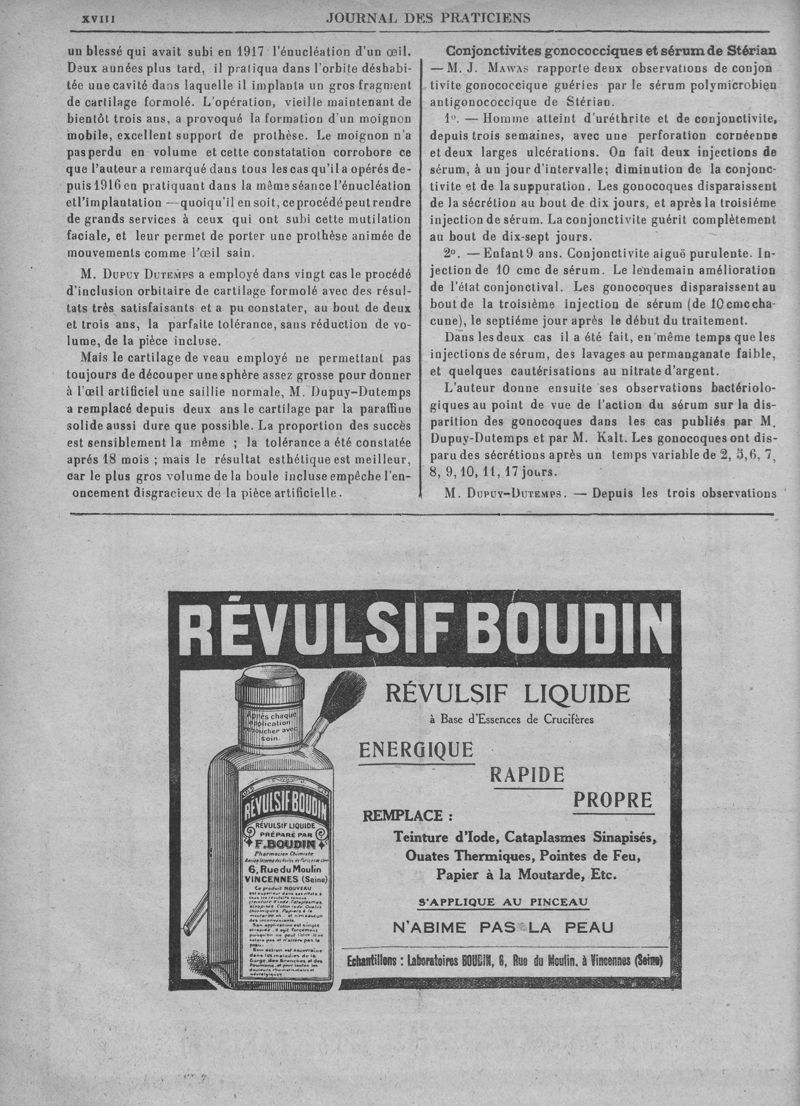 XVIII
JOURNAL DES PRATICIENS
un blessé qui avait subi en 1917 l'énucléation d'un œil.
Deux années plus tard, il pratiqua dans l'orbite déshabi-
tée une cavité dans laquelle il implanta un gros fragment
de cartilage formolé. L'opération, vieille maintenant de
bientôt trois ans, a provoqué la formation d'un moignon
mobile, excellent support de prothèse. Le moignon n'a
pas perdu en volume et cette constatation corrobore ce
que l'auteur a remarqué dans tous les cas qu'il a opérés de-
puis 1916 en pratiquant dans la même séance l'énucléation
et l'implantation — quoiqu'il en soit, ce procédé peut rendre
de grands services à ceux qui ont subi cette mutilation
faciale, et leur permet de porter une prothèse animée de
mouvements comme l'œil sain.
M. DUPUY DUTEMPS a employé dans vingt cas le procédé
d'inclusion orbitaire de cartilage formolé avec des résul-
tats très satisfaisants et a pu constater, au bout de deux
et trois ans, la parfaite tolérance, sans réduction de vo-
lume, de la pièce incluse.
Mais le cartilage de veau employé ne permettant pas
toujours de découper une sphère assez grosse pour donner
à l'œil artificiel une saillie normale, M. Dupuy-Dutemps
a remplacé depuis deux ans le cartilage par la paraffine
solide aussi dure que possible. La proportion des succès
est sensiblement la même ; la tolérance a été constatée
aprés 18 mois ; mais le résultat esthétique est meilleur,
car le plus gros volume de la boule incluse empêche l'en-
oncement disgracieux de la pièce artificielle.
Conjonctivites gonococciques et sérum de Stérian
— M. J. MAWAS rapporte deux observations de conjon
tivite gonococcique guéries par le sérum polymicrobien
antigonococcique de Stérian.
1º. — Homme atteint d'uréthrite et de conjonctivite,
depuis trois semaines, avec une perforation cornéenne
et deux larges ulcérations. On fait deux injections de
sérum, à un jour d'intervalle; diminution de la conjonc-
tivite et de la suppuration. Les gonocoques disparaissent
de la sécrétion au bout de dix jours, et après la troisiéme
injection de sérum. La conjonctivite guérit complètement
au bout de dix-sept jours.
2º. — Enfant 9 ans. Conjonctivite aiguë purulente. In-
jection de 10 cmc de sérum. Le lendemain amélioration
de l'état conjonctival. Les gonocoques disparaissent au
bout de la troisième injection de sérum (de 10 cmc cha-
cune), le septiéme jour après le début du traitement.
Dans les deux cas il a été fait, en même temps que les
injections de sérum, des lavages au permanganate faible,
et quelques cautérisations au nitrate d'argent.
L'auteur donne ensuite ses observations bactériolo-
giques au point de vue de l'action du sérum sur la dis-
parition des gonocoques dans les cas publiés par M.
Dupuy-Dutemps et par M. Kalt. Les gonocoques ont dis-
paru des sécrétions après un temps variable de 2, 3, 6, 7,
8, 9, 10, 11, 17 jours.
M. DUPUY-DUTEMPS. — Depuis les trois observations
RÉVULSIF BOUDIN
RÉVULSIF LIQUIDE
à Base d'Essences de Crucifères
ENERGIQUE
RAPIDE
PROPRE
REMPLACE :
Teinture d'Iode, Cataplasmes Sinapisés,
Ouates Thermiques, Pointes de Feu,
Papier à la Moutarde, Etc.
S'APPLIQUE AU PINCEAU
N'ABIME PAS LA PEAU
Echantillons : Laboratoires BOUDIN, 6, Rue du Moulin, à Vincennes (Seine)
Après chaque
application
reboucher avec
soin.
RÉVULSIF BOUDIN
RÉVULSIF LIQUIDE
PRÉPARÉ PAR
F. BOUDIN
Pharmacien Chimiste
6, Rue du Moulin
VINCENNES (Seine)
Ce produit NOUVEAU